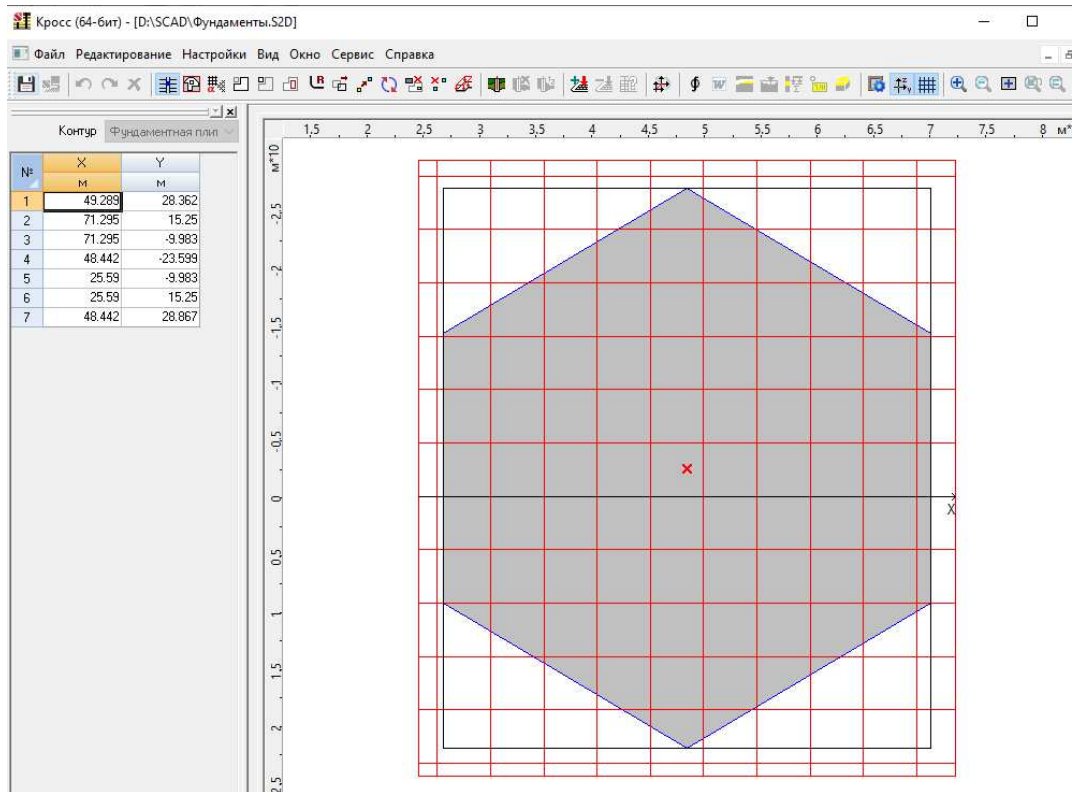 Кросс (64-бит) - [D:\SCAD\Фундаменты.S2D]
Файл Редактирование Настройки Вид Окно Сервис Справка
Контур Фундаментная плит
№ X Y
м м
1 49.289 28.362
2 71.295 15.25
3 71.295 -9.983
4 48.442 -23.599
5 25.59 -9.983
6 25.59 15.25
7 48.442 28.867
1,5 2 2,5 3 3,5 4 4,5 5 5,5 6 6,5 7 7,5 8 м*
м*10
-2,5
-2
-1,5
-1
-0,5
0
X
0,5
1
1,5
2
2,5